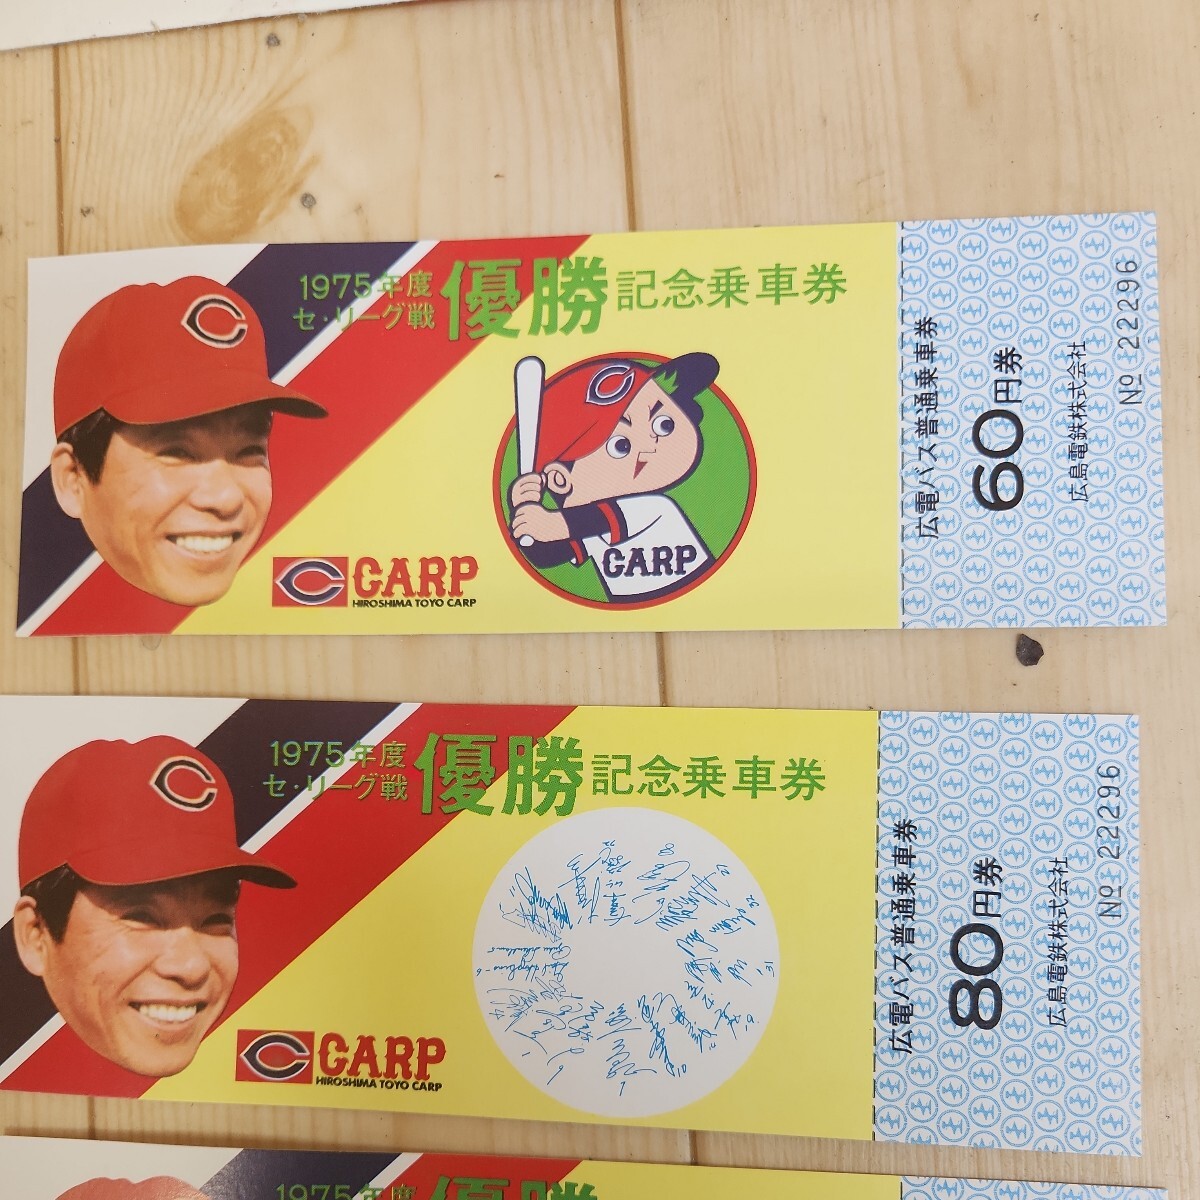 1975年度
セ・リーグ戦
優勝記念乗車券
C
CARP
HIROSHIMA TOYO CARP
C
CARP
広電バス普通乗車券
60円券
広島電鉄株式会社
No 22296
1975年度
セ・リーグ戦
優勝記念乗車券
C
CARP
HIROSHIMA TOYO CARP
広電バス普通乗車券
80円券
広島電鉄株式会社
No 22296
1975年度
優勝